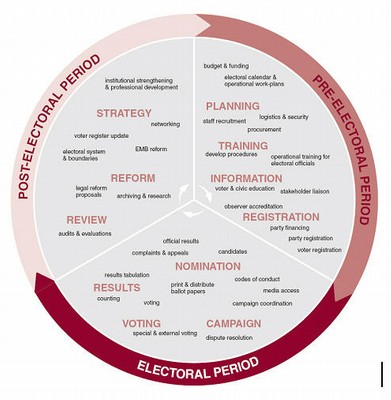 PRE-ELECTORAL PERIOD
budget & funding
electoral calendar &
operational work-plans
PLANNING
staff recruitment
logistics & security
procurement
TRAINING
develop procedures
operational training for
electoral officials
INFORMATION
voter & civic education
stakeholder liaison
observer accreditation
REGISTRATION
party financing
party registration
voter registration
ELECTORAL PERIOD
NOMINATION
candidates
codes of conduct
media access
campaign coordination
CAMPAIGN
dispute resolution
print & distribute
ballot papers
VOTING
special & external voting
voting
RESULTS
counting
results tabulation
complaints & appeals
official results
POST-ELECTORAL PERIOD
REVIEW
audits & evaluations
archiving & research
legal reform
proposals
REFORM
electoral system
& boundaries
EMB reform
voter register update
STRATEGY
networking
institutional strengthening
& professional development